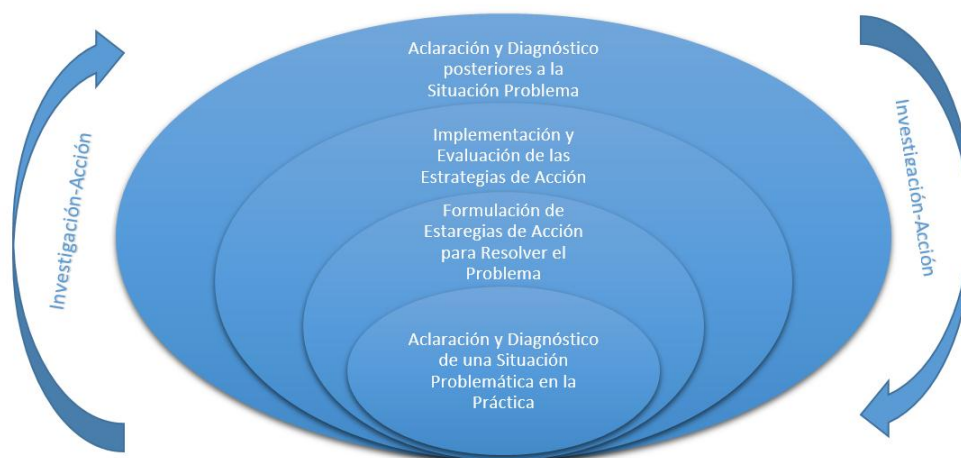 Aclaración y Diagnóstico
posteriores a la
Situación Problema
Implementación y
Evaluación de las
Estrategias de Acción
Formulación de
Estaregias de Acción
para Resolver el
Problema
Aclaración y Diagnóstico
de una Situación
Problemática en la
Práctica
Investigación-Acción
Investigación-Acción